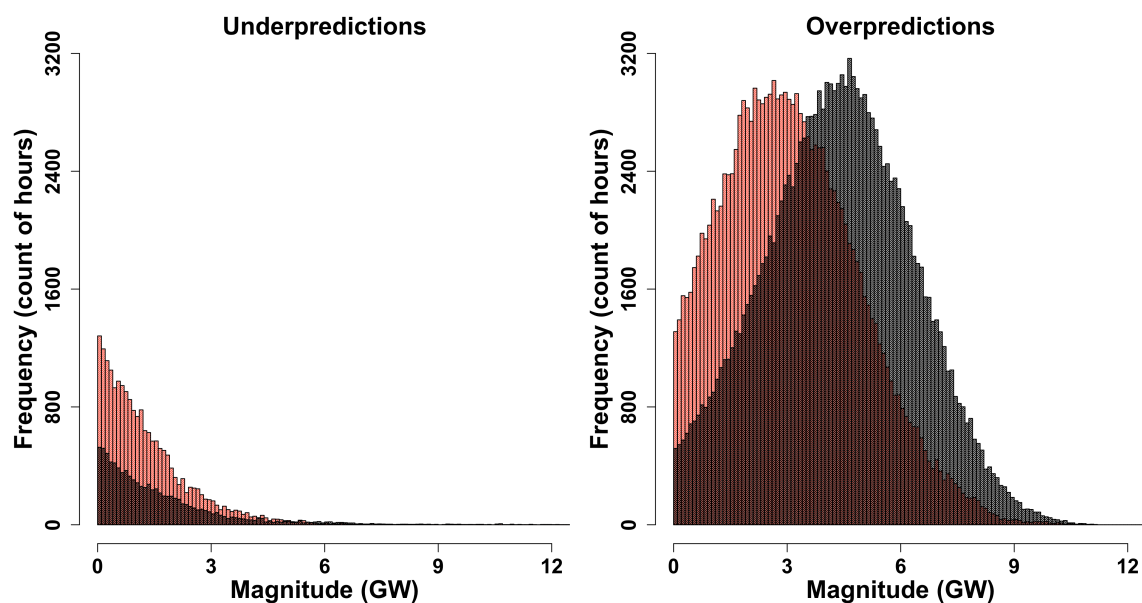 Underpredictions
Frequency (count of hours)
3200
2400
1600
800
0
0 3 6 9 12
Magnitude (GW)
Overpredictions
Frequency (count of hours)
3200
2400
1600
800
0
0 3 6 9 12
Magnitude (GW)